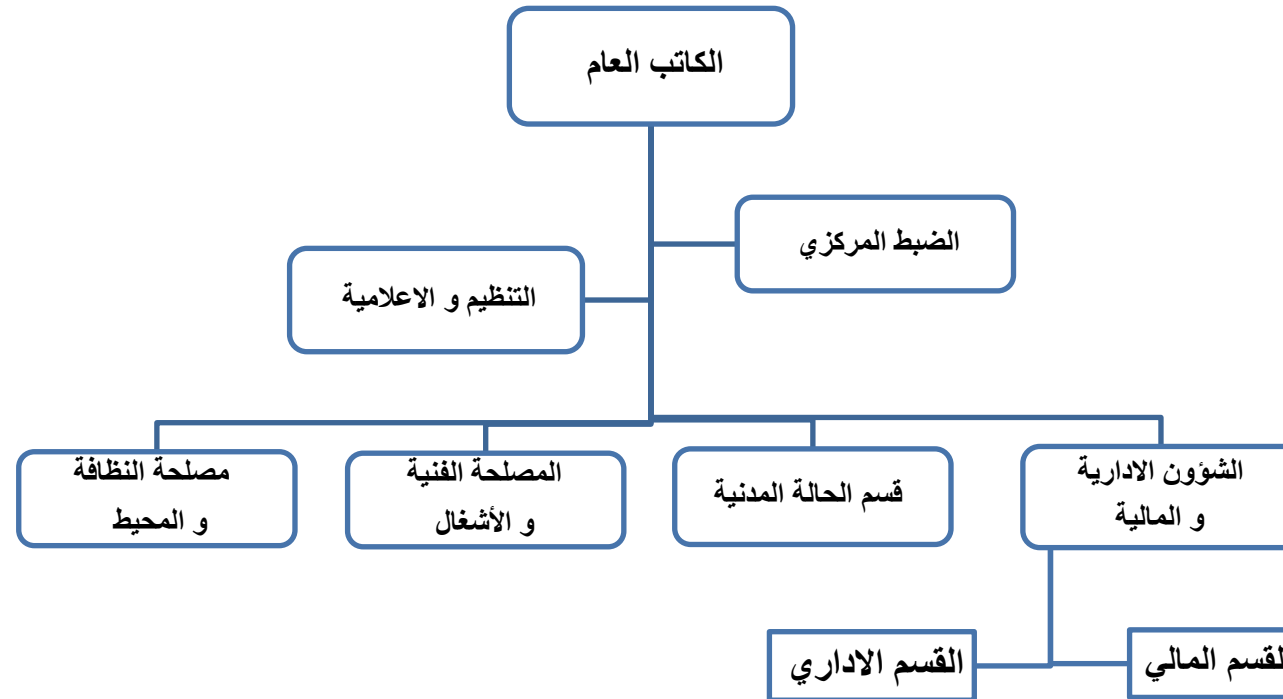 الكاتب العام
الضبط المركزي
التنظيم و الاعلامية
الشؤون الادارية
و المالية
قسم الحالة المدنية
المصلحة الفنية
و الأشغال
مصلحة النظافة
و المحيط
لقسم المالي
القسم الاداري